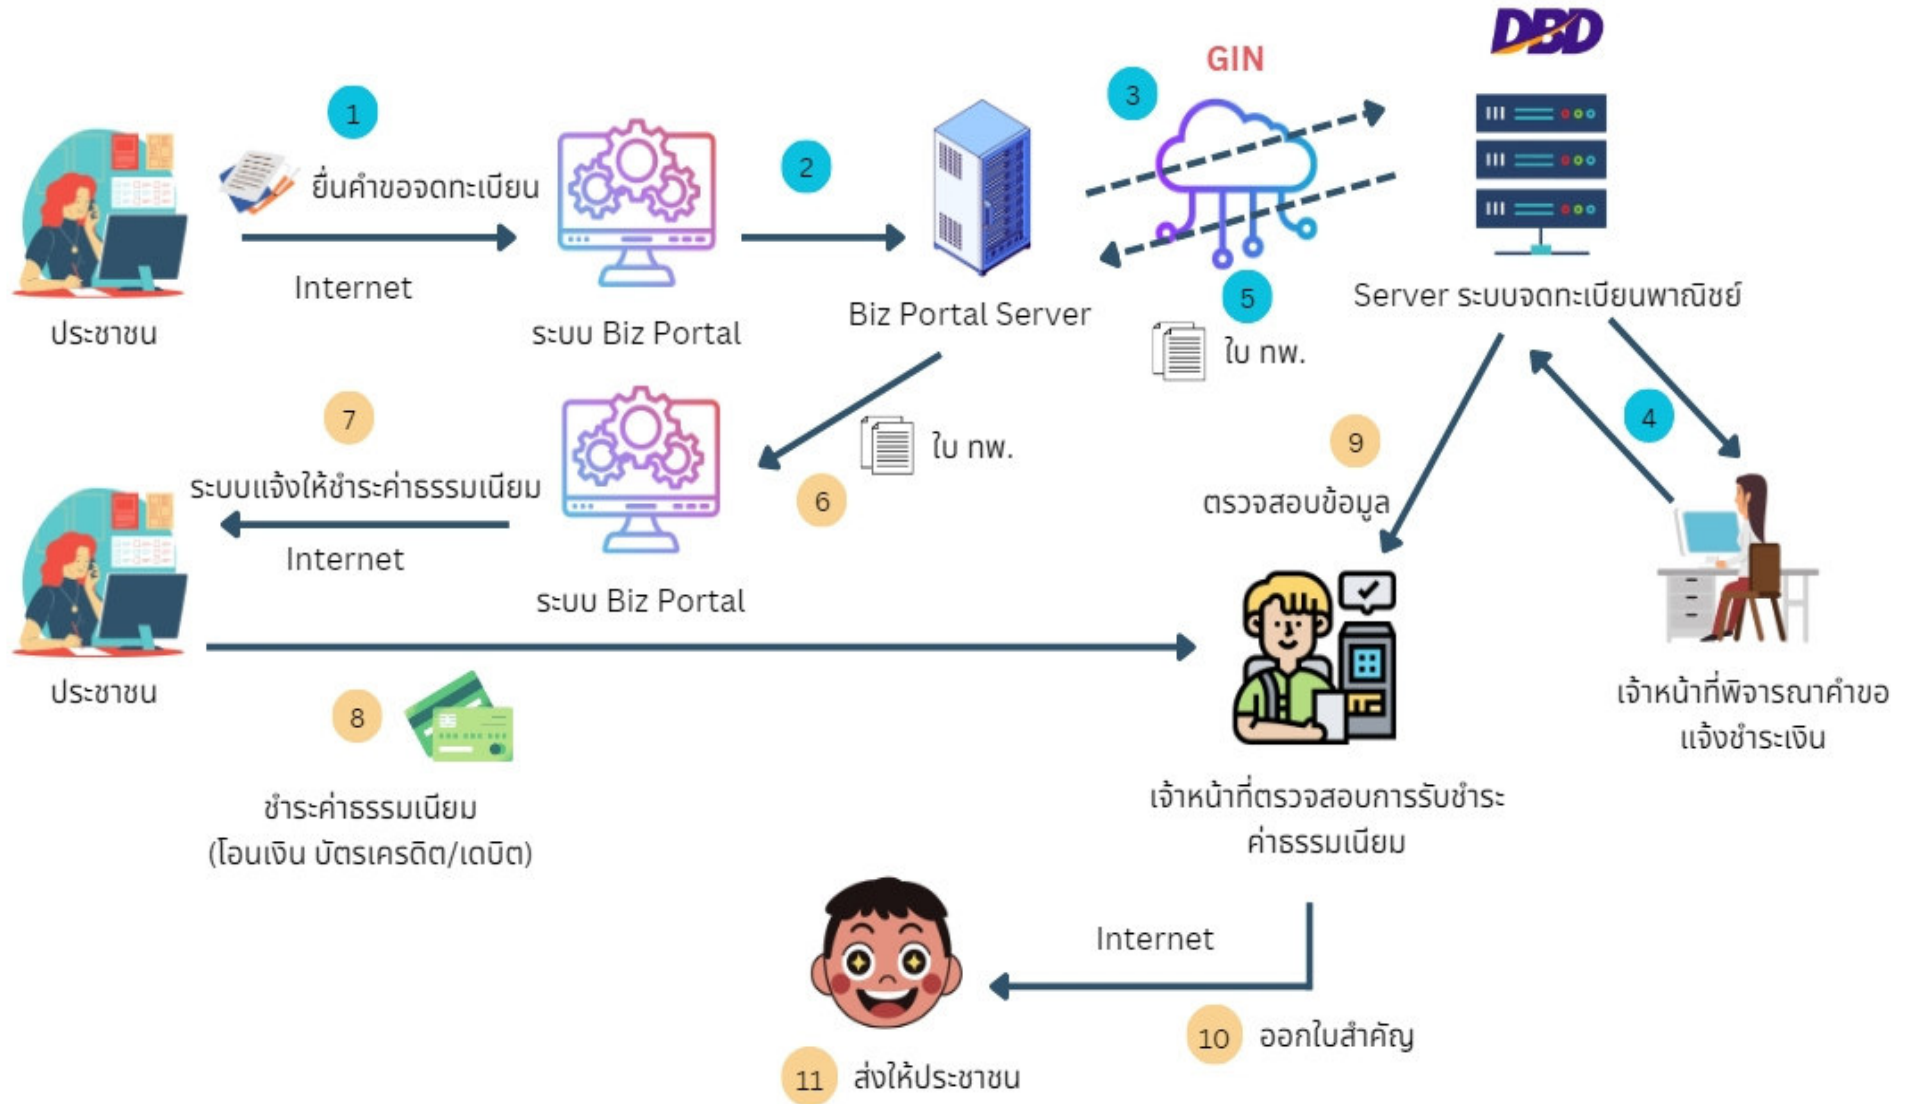 DBD
GIN
1
3
2
ยื่นคำขอจดทะเบียน
Internet
ประชาชน
ระบบ Biz Portal
Biz Portal Server
5
ใบ ทพ.
Server ระบบจดทะเบียนพาณิชย์
4
7
ระบบแจ้งให้ชำระค่าธรรมเนียม
Internet
ใบ ทพ.
6
9
ตรวจสอบข้อมูล
ระบบ Biz Portal
ประชาชน
8
ชำระค่าธรรมเนียม
(โอนเงิน บัตรเครดิต/เดบิต)
เจ้าหน้าที่พิจารณาคำขอ
แจ้งชำระเงิน
เจ้าหน้าที่ตรวจสอบการรับชำระ
ค่าธรรมเนียม
Internet
10 ออกใบสำคัญ
11 ส่งให้ประชาชน